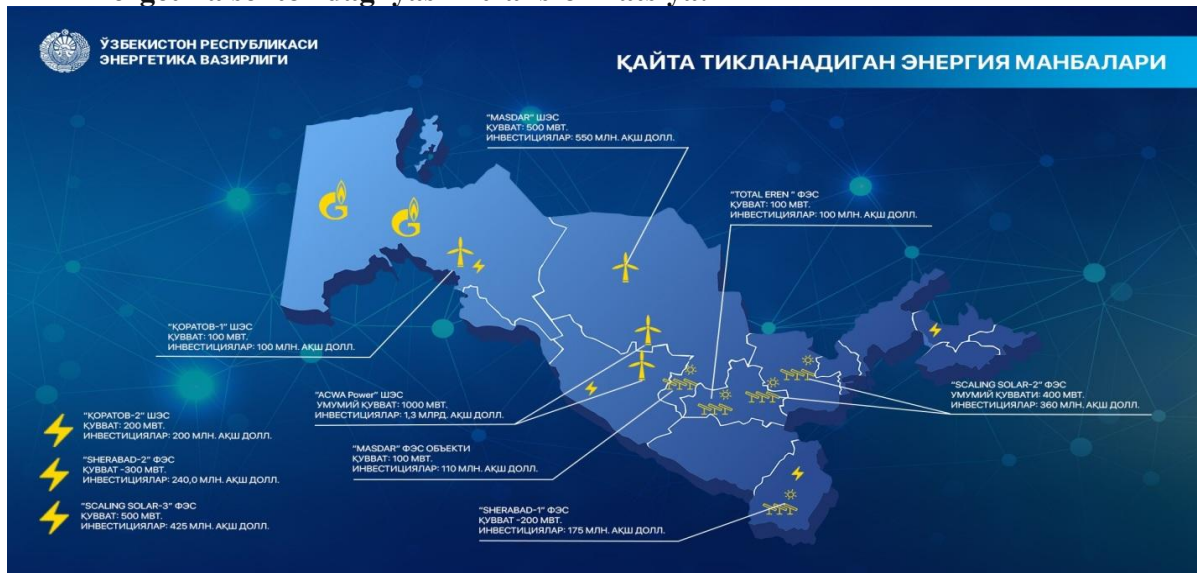 ЎЗБЕКИСТОН РЕСПУБЛИКАСИ
ЭНЕРГЕТИКА ВАЗИРЛИГИ
ҚАЙТА ТИКЛАНАДИГАН ЭНЕРГИЯ МАНБАЛАРИ
"MASDAR" ШЭС
ҚУВВАТ: 500 МВТ.
ИНВЕСТИЦИЯЛАР: 550 МЛН. АҚШ ДОЛЛ.
"TOTAL EREN " ФЭС
ҚУВВАТ: 100 МВТ.
ИНВЕСТИЦИЯЛАР: 100 МЛН. АҚШ ДОЛЛ.
"ҚОРАТОВ-1" ШЭС
ҚУВВАТ: 100 МВТ.
ИНВЕСТИЦИЯЛАР: 100 МЛН. АҚШ ДОЛЛ.
"ACWA Power" ШЭС
УМУМИЙ ҚУВВАТ: 1000 МВТ.
ИНВЕСТИЦИЯЛАР: 1,3 МЛРД. АҚШ ДОЛЛ.
"SCALING SOLAR-2" ФЭС
УМУМИЙ ҚУВВАТИ: 400 МВТ.
ИНВЕСТИЦИЯЛАР: 360 МЛН. АҚШ ДОЛЛ.
"ҚОРАТОВ-2" ШЭС
ҚУВВАТ: 200 МВТ.
ИНВЕСТИЦИЯЛАР: 200 МЛН. АҚШ ДОЛЛ.
"MASDAR" ФЭС ОБЪЕКТИ
ҚУВВАТ: 100 МВТ.
ИНВЕСТИЦИЯЛАР: 110 МЛН. АҚШ ДОЛЛ.
"SHERABAD-2" ФЭС
ҚУВВАТ -300 МВТ.
ИНВЕСТИЦИЯЛАР: 240,0 МЛН. АҚШ ДОЛЛ.
"SCALING SOLAR-3" ФЭС
ҚУВВАТ: 500 МВТ.
ИНВЕСТИЦИЯЛАР: 425 МЛН. АҚШ ДОЛЛ.
"SHERABAD-1" ФЭС
ҚУВВАТ -200 МВТ.
ИНВЕСТИЦИЯЛАР: 175 МЛН. АҚШ ДОЛЛ.